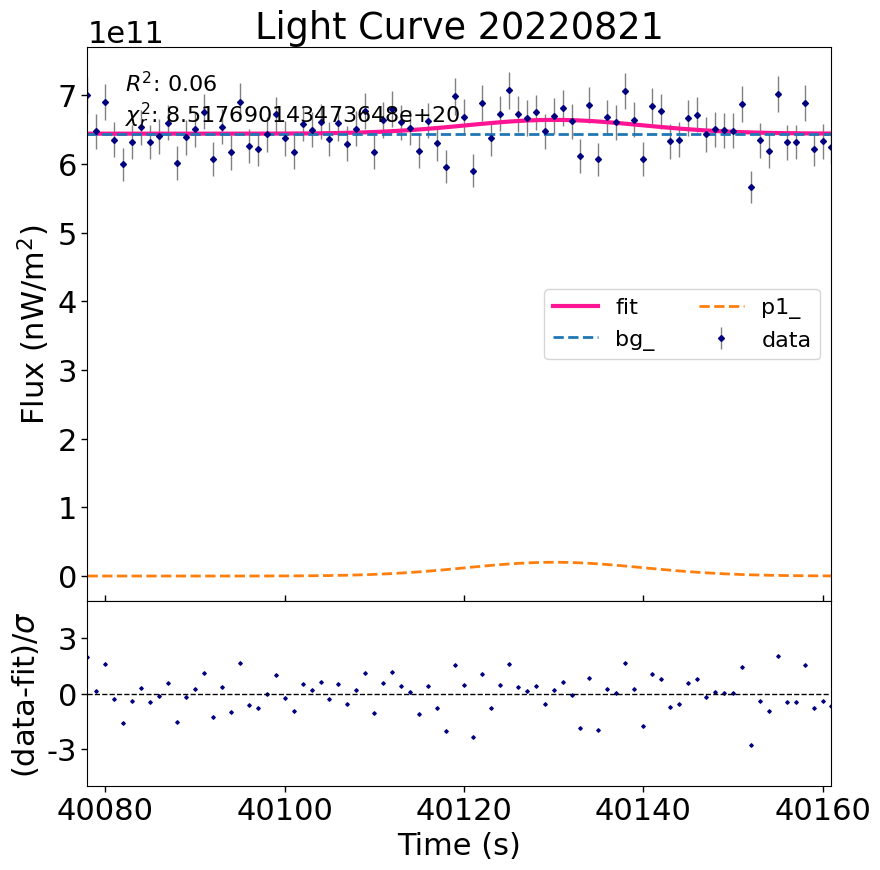 Light Curve 20220821
1e11
R²: 0.06
χ²: 8.517690143473648e+20
7
6
5
4
3
2
1
0
Flux (nW/m²)
fit
bg_
p1_
data
3
0
-3
(data-fit)/σ
40080 40100 40120 40140 40160
Time (s)